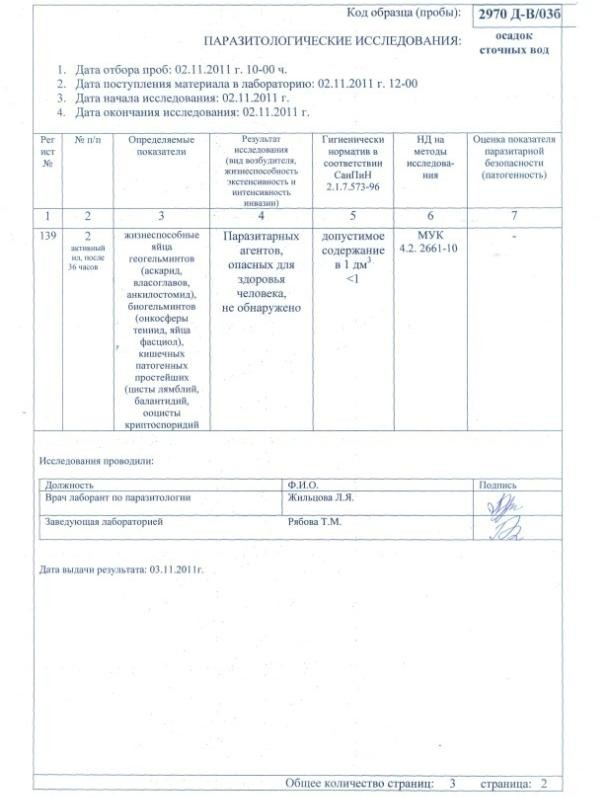 Код образца (пробы): 2970 Д-В/03б
ПАРАЗИТОЛОГИЧЕСКИЕ ИССЛЕДОВАНИЯ: осадок
сточных вод
1. Дата отбора проб: 02.11.2011 г. 10-00 ч.
2. Дата поступления материала в лабораторию: 02.11.2011 г. 12-00
3. Дата начала исследования: 02.11.2011 г.
4. Дата окончания исследования: 02.11.2011 г.
Рег
ист
№
№ п/п
Определяемые
показатели
Результат
исследования
(вид возбудителя,
жизнеспособность
экстенсивность и
интенсивность
инвазии)
Гигиенически
норматив в
соответствии
СанПиН
2.1.7.573-96
НД на
методы
исследова-
ния
Оценка показателя
паразитарной
безопасности
(патогенность)
1 2 3 4 5 6 7
139
2
активный
ил, после
36 часов
жизнеспособные
яйца
геогельминтов
(аскарид,
власоглавов,
анкилостомид),
биогельминтов
(онкосферы
тениид, яйца
фасциол),
кишечных
патогенных
простейших
(цисты лямблий,
балантидий,
ооцисты
криптоспоридий
Паразитарных
агентов,
опасных для
здоровья
человека,
не обнаружено
допустимое
содержание
в 1 дм³
<1
МУК
4.2. 2661-10
-
Исследования проводили:
Должность Ф.И.О. Подпись
Врач лаборант по паразитологии Жильцова Л.Я.
Заведующая лабораторией Рябова Т.М.
Дата выдачи результата: 03.11.2011г.
Общее количество страниц: 3 страница: 2